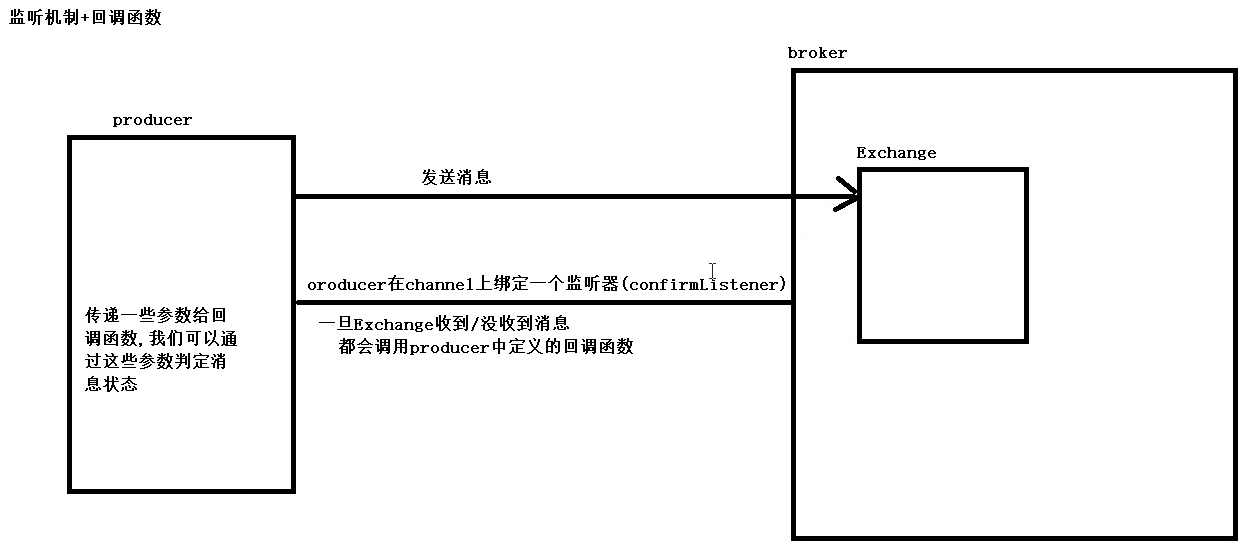 监听机制+回调函数
broker
producer
Exchange
发送消息
oroducer在channel上绑定一个监听器(confirmListener)
一旦Exchange收到/没收到消息
都会调用producer中定义的回调函数
传递一些参数给回
调函数,我们可以通
过这些参数判定消
息状态